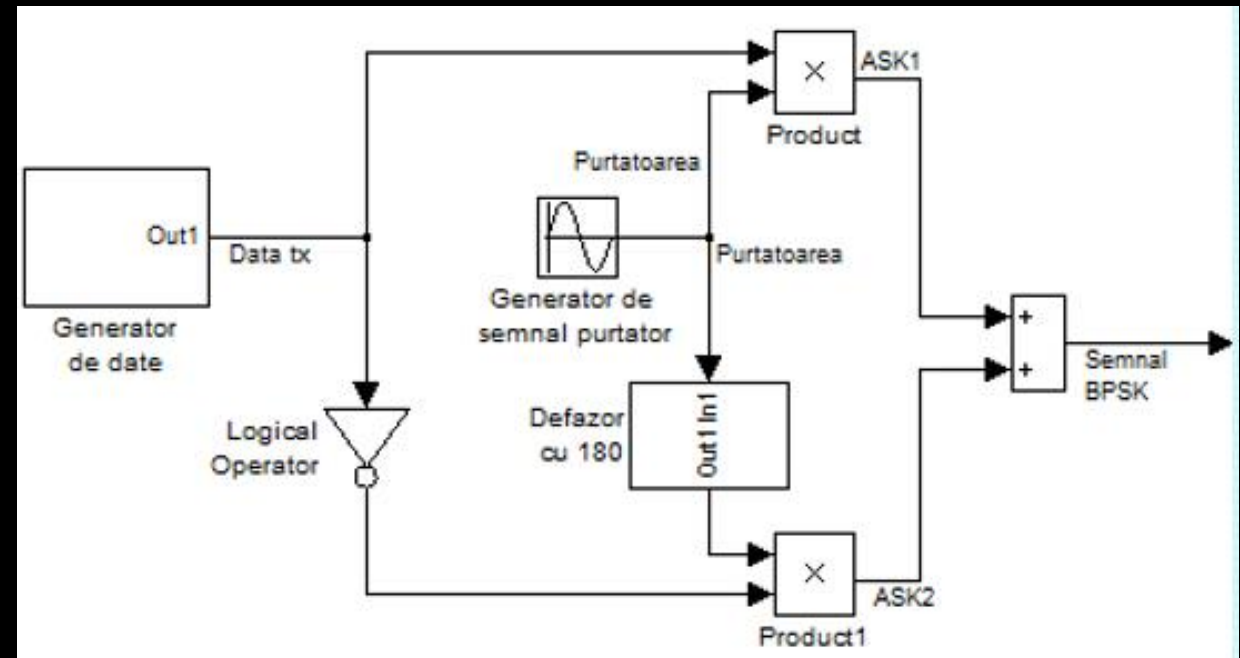 ASK1
×
Product
Purtatoarea
Out1
Data tx
Purtatoarea
Generator de
semnal purtator
Generator
de date
+
+
Semnal
BPSK
Logical
Operator
Defazor
cu 180
Out1 In1
×
ASK2
Product1